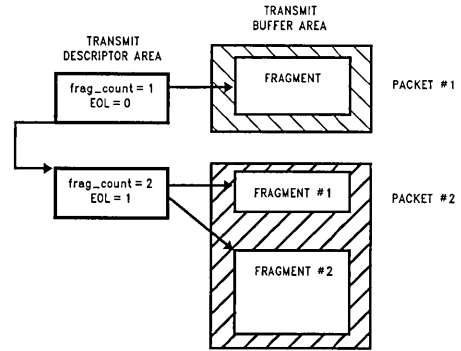 TRANSMIT
DESCRIPTOR AREA
TRANSMIT
BUFFER AREA
frag_count = 1
EOL = 0
FRAGMENT
PACKET #1
frag_count = 2
EOL = 1
FRAGMENT #1
PACKET #2
FRAGMENT #2